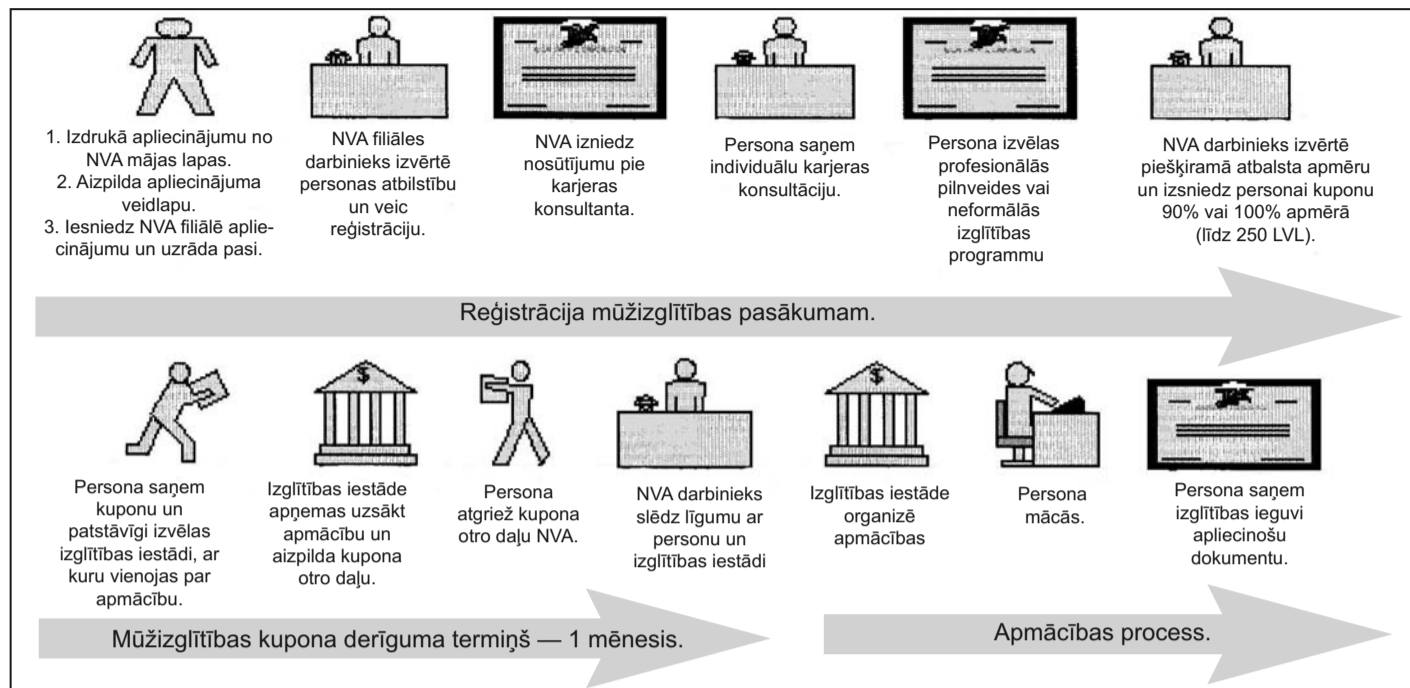 1. Izdrukā apliecinājumu no
NVA mājas lapas.
2. Aizpilda apliecinājuma
veidlapu.
3. Iesniedz NVA filiālē aplie-
cinājumu un uzrāda pasi.
NVA filiāles
darbinieks izvērtē
personas atbilstību
un veic
reģistrāciju.
NVA izniedz
nosūtījumu pie
karjeras
konsultanta.
Persona saņem
individuālu karjeras
konsultāciju.
Persona izvēlas
profesionālās
pilnveides vai
neformālās
izglītības
programmu
NVA darbinieks izvērtē
piešķiramā atbalsta apmēru
un izsniedz personai kuponu
90% vai 100% apmērā
(līdz 250 LVL).
Reģistrācija mūžizglītības pasākumam.
Persona saņem
kuponu un
patstāvīgi izvēlas
izglītības iestādi, ar
kuru vienojas par
apmācību.
$
Izglītības iestāde
apņemas uzsākt
apmācību un
aizpilda kupona
otro daļu.
Persona
atgriež kupona
otro daļu NVA.
NVA darbinieks
slēdz līgumu ar
personu un
izglītības iestādi
$
Izglītības iestāde
organizē
apmācības
Persona
mācās.
Persona saņem
izglītības ieguvi
apliecinošu
dokumentu.
Mūžizglītības kupona derīguma termiņš — 1 mēnesis.
Apmācības process.